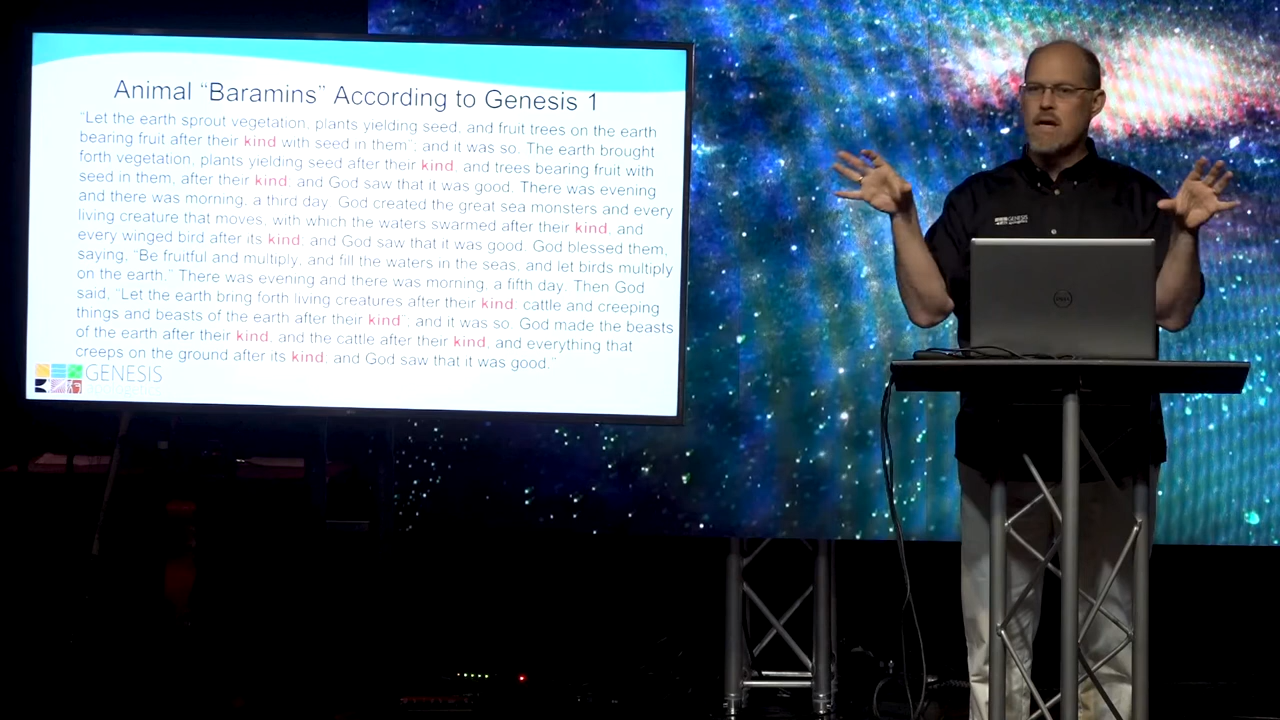 Animal “Baramins” According to Genesis 1
“Let the earth sprout vegetation, plants yielding seed, and fruit trees on the earth
bearing fruit after their kind with seed in them”; and it was so. The earth brought
forth vegetation, plants yielding seed after their kind, and trees bearing fruit with
seed in them, after their kind; and God saw that it was good. There was evening
and there was morning, a third day. God created the great sea monsters and every
living creature that moves, with which the waters swarmed after their kind, and
every winged bird after its kind; and God saw that it was good. God blessed them,
saying, “Be fruitful and multiply, and fill the waters in the seas, and let birds multiply
on the earth.” There was evening and there was morning, a fifth day. Then God
said, “Let the earth bring forth living creatures after their kind: cattle and creeping
things and beasts of the earth after their kind”; and it was so. God made the beasts
of the earth after their kind, and the cattle after their kind, and everything that
creeps on the ground after its kind; and God saw that it was good.”
GENESIS
GENESIS
DELL